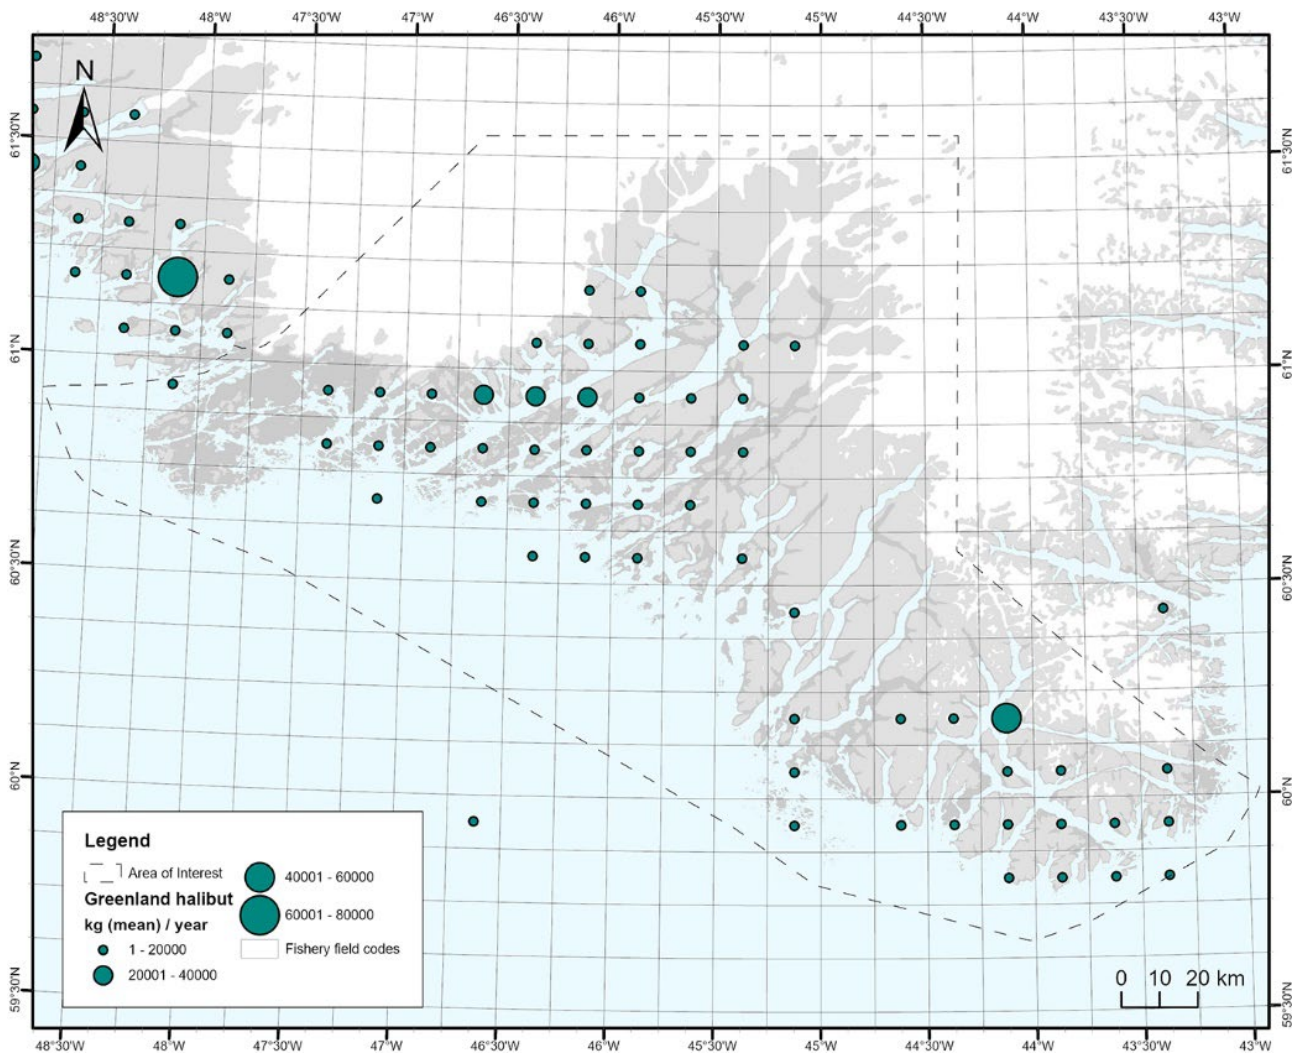 48°30'W 48°W 47°30'W 47°W 46°30'W 46°W 45°30'W 45°W 44°30'W 44°W 43°30'W 43°W
N
61°30'N 61°30'N
61°N 61°N
60°30'N 60°30'N
60°N 60°N
Legend
Area of Interest
Greenland halibut
kg (mean) / year
1 - 20000
20001 - 40000
40001 - 60000
60001 - 80000
Fishery field codes
0 10 20 km
59°30'N 59°30'N
48°30'W 48°W 47°30'W 47°W 46°30'W 46°W 45°30'W 45°W 44°30'W 44°W 43°30'W 43°W